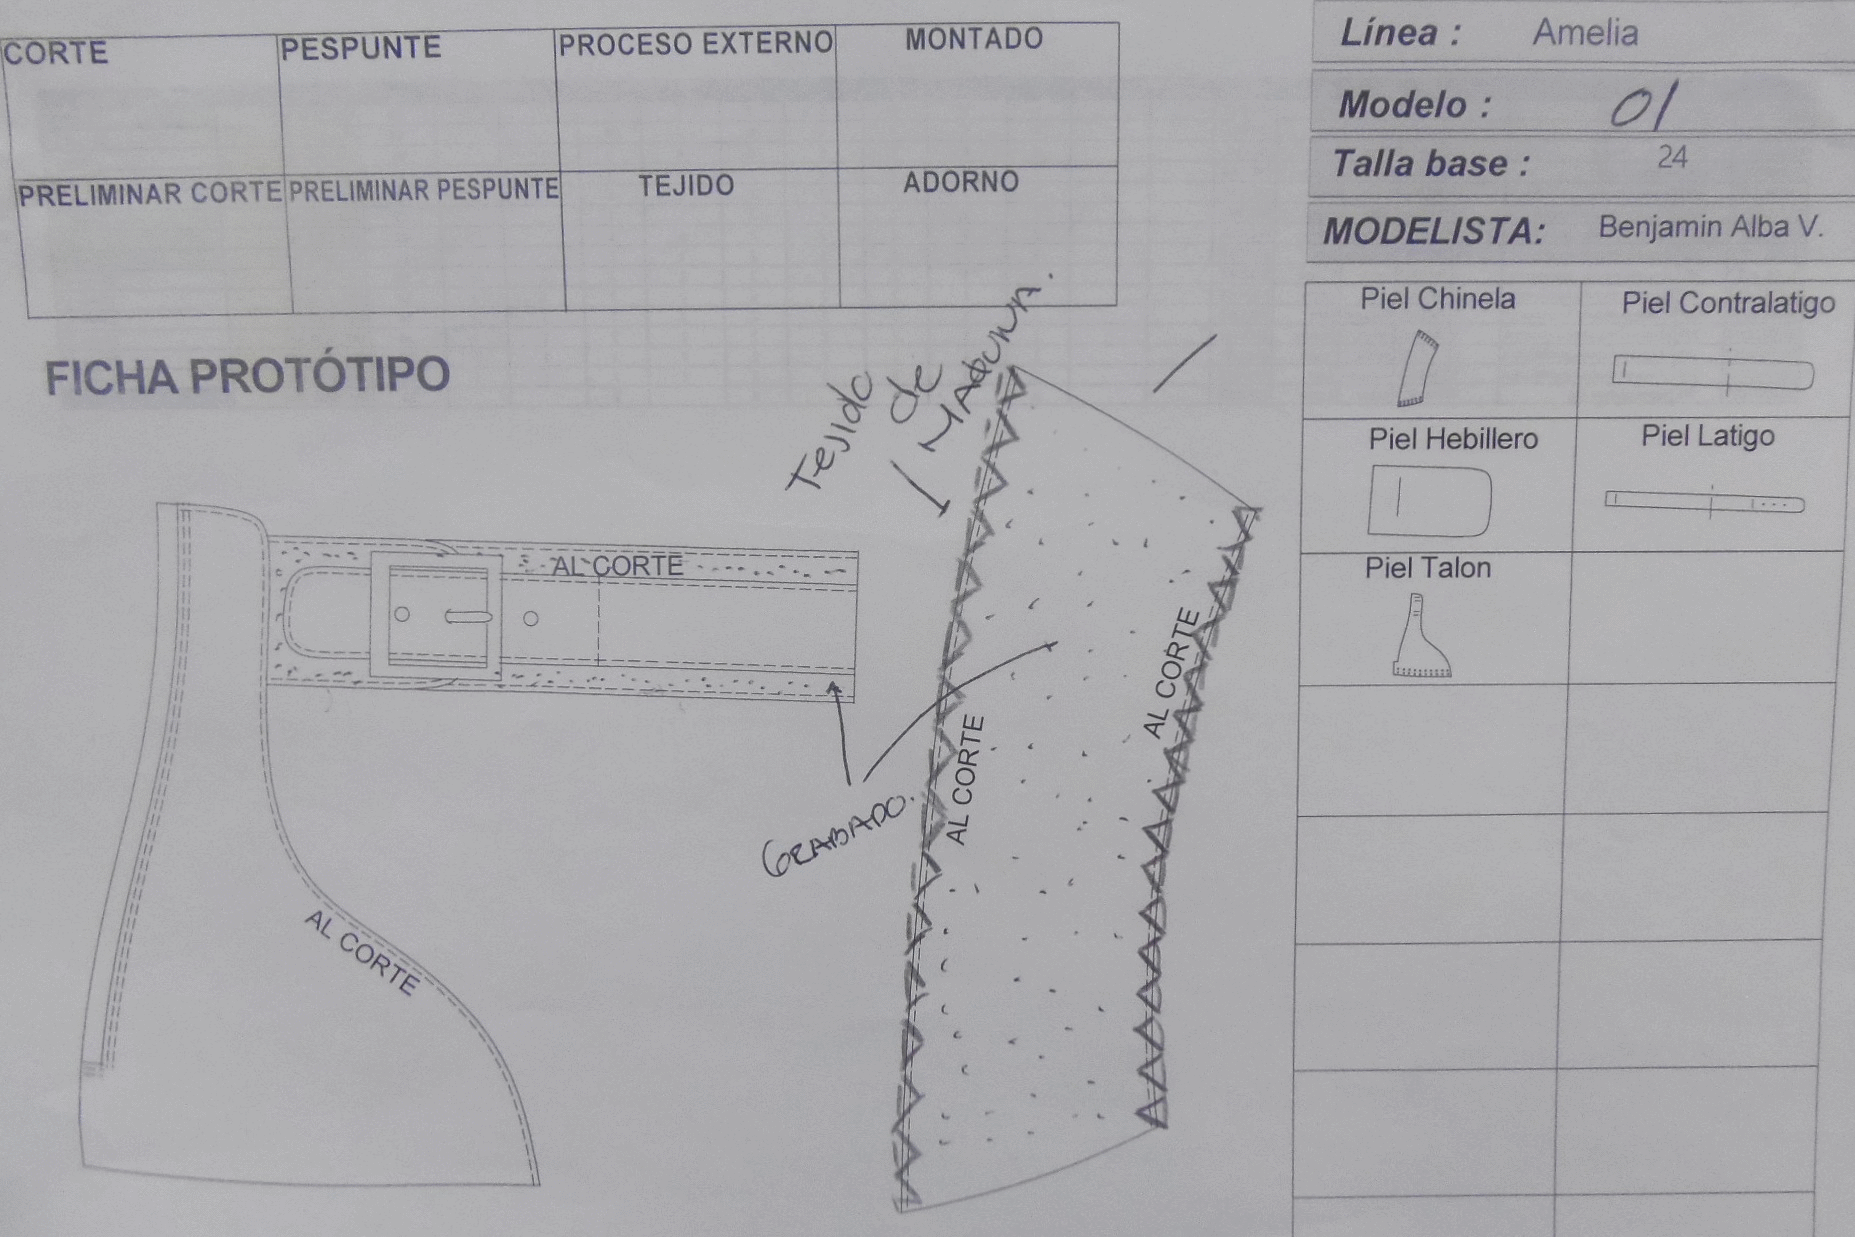 CORTE
PESPUNTE
PROCESO EXTERNO
MONTADO
PRELIMINAR CORTE
PRELIMINAR PESPUNTE
TEJIDO
ADORNO
Línea : Amelia
Modelo : 01
Talla base : 24
MODELISTA: Benjamin Alba V.
FICHA PROTÓTIPO
Tejido
de
MAQUINA.
AL CORTE
AL CORTE
AL CORTE
AL CORTE
GRABADO.
Piel Chinela
Piel Contralatigo
Piel Hebillero
Piel Latigo
Piel Talon